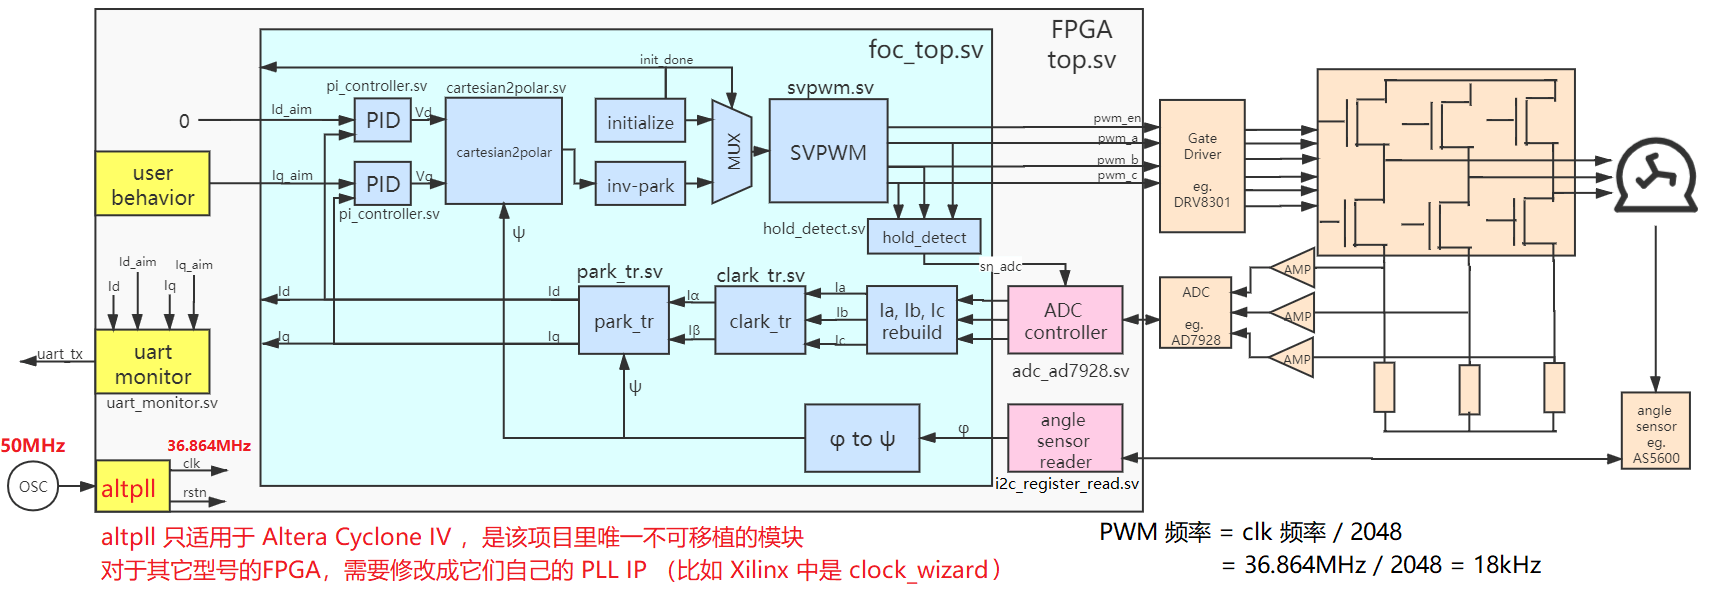 FPGA
top.sv
foc_top.sv
init_done
pi_controller.sv
cartesian2polar.sv
svpwm.sv
0
Id_aim
PID
Vd
cartesian2polar
initialize
MUX
SVPWM
pwm_en
pwm_a
pwm_b
pwm_c
Gate
Driver
eg.
DRV8301
user
behavior
Iq_aim
PID
Vq
inv-park
pi_controller.sv
ψ
hold_detect.sv
hold_detect
sn_adc
Id_aim
Iq_aim
Id
Iq
park_tr.sv
clark_tr.sv
Id
Id
park_tr
Iα
Iβ
clark_tr
Ia
Ib
Ic
Ia, Ib, Ic
rebuild
ADC
controller
ADC
eg.
AD7928
AMP
AMP
AMP
Iq
Iq
uart_tx
uart
monitor
uart_monitor.sv
ψ
adc_ad7928.sv
50MHz
36.864MHz
OSC
altpll
clk
rstn
φ to ψ
φ
angle
sensor
reader
i2c_register_read.sv
angle
sensor
eg.
AS5600
altpll 只适用于 Altera Cyclone IV ，是该项目里唯一不可移植的模块
对于其它型号的FPGA，需要修改成它们自己的 PLL IP （比如 Xilinx 中是 clock_wizard）
PWM 频率 = clk 频率 / 2048
= 36.864MHz / 2048 = 18kHz